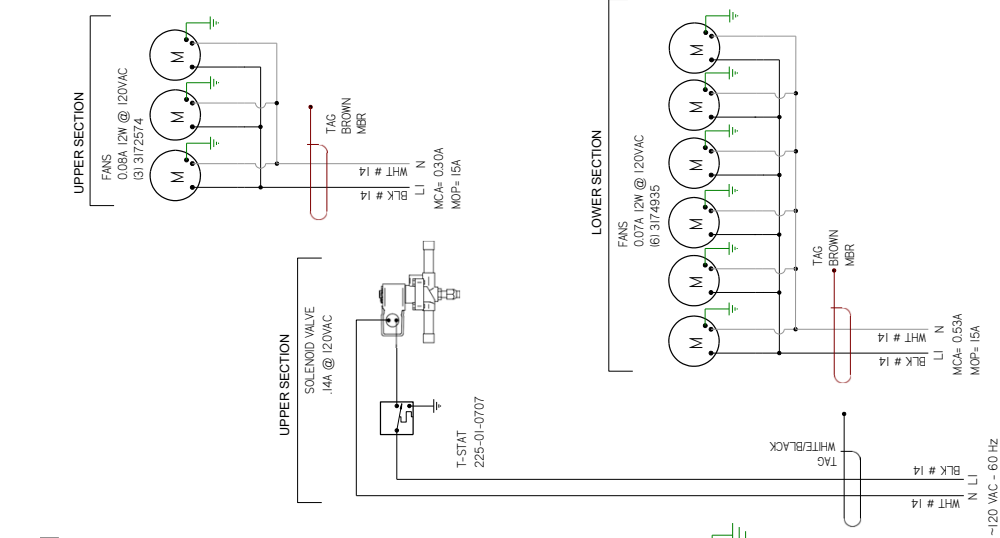 UPPER SECTION
FANS
0.08A 12W @ 120VAC
(3) 3172574
M
M
M
TAG
BROWN
MBR
WHT # 14
N
BLK # 14
L1
MCA= 0.30A
MOP= 15A
LOWER SECTION
FANS
0.07A 12W @ 120VAC
(6) 3174935
M
M
M
M
M
M
TAG
BROWN
MBR
WHT # 14
N
BLK # 14
L1
MCA= 0.53A
MOP= 15A
UPPER SECTION
SOLENOID VALVE
.14A @ 120VAC
T-STAT
225-01-0707
TAG
WHITE/BLACK
BLK # 14
L1
WHT # 14
N
~120 VAC - 60 Hz